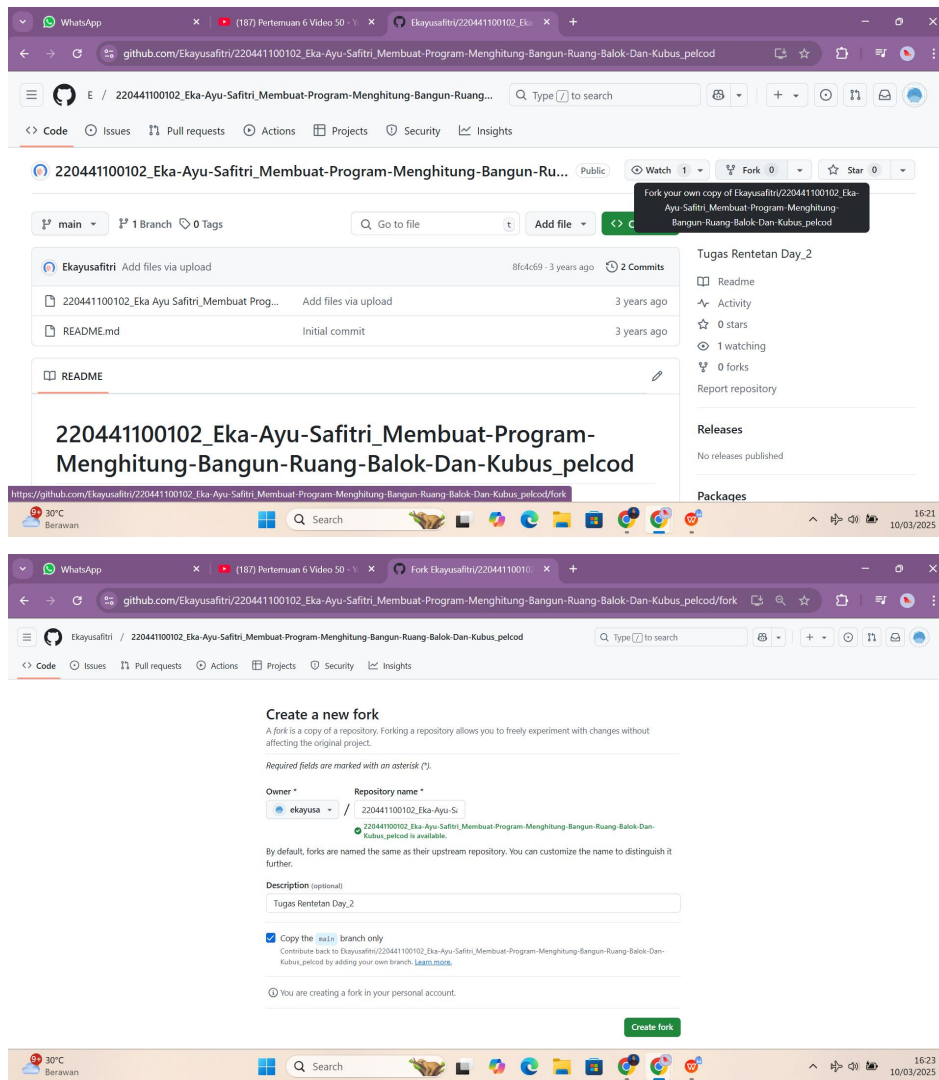 WhatsApp
(187) Pertemuan 6 Video 50 - Y
Ekayusafitri/220441100102_Eka
github.com/Ekayusafitri/220441100102_Eka-Ayu-Safitri_Membuat-Program-Menghitung-Bangun-Ruang-Balok-Dan-Kubus_pelcod
E / 220441100102_Eka-Ayu-Safitri_Membuat-Program-Menghitung-Bangun-Ruang...
Type / to search
Code Issues Pull requests Actions Projects Security Insights
220441100102_Eka-Ayu-Safitri_Membuat-Program-Menghitung-Bangun-Ru... Public
Watch 1 Fork 0 Star 0
Fork your own copy of Ekayusafitri/220441100102_Eka-
Ayu-Safitri_Membuat-Program-Menghitung-
Bangun-Ruang-Balok-Dan-Kubus_pelcod
main 1 Branch 0 Tags Go to file t Add file
Tugas Rentetan Day_2
Ekayusafitri Add files via upload 8fc4c69 · 3 years ago 2 Commits
220441100102_Eka Ayu Safitri_Membuat Prog... Add files via upload 3 years ago
README.md Initial commit 3 years ago
Readme
Activity
0 stars
1 watching
0 forks
Report repository
README
220441100102_Eka-Ayu-Safitri_Membuat-Program-
Menghitung-Bangun-Ruang-Balok-Dan-Kubus_pelcod
Releases
No releases published
Packages
https://github.com/Ekayusafitri/220441100102_Eka-Ayu-Safitri_Membuat-Program-Menghitung-Bangun-Ruang-Balok-Dan-Kubus_pelcod/fork
9+ 30°C
Berawan
Search
16:21
10/03/2025
WhatsApp
(187) Pertemuan 6 Video 50 - Y
Fork Ekayusafitri/22044110010
github.com/Ekayusafitri/220441100102_Eka-Ayu-Safitri_Membuat-Program-Menghitung-Bangun-Ruang-Balok-Dan-Kubus_pelcod/fork
Ekayusafitri / 220441100102_Eka-Ayu-Safitri_Membuat-Program-Menghitung-Bangun-Ruang-Balok-Dan-Kubus_pelcod
Type / to search
Code Issues Pull requests Actions Projects Security Insights
Create a new fork
A fork is a copy of a repository. Forking a repository allows you to freely experiment with changes without
affecting the original project.
Required fields are marked with an asterisk (*).
Owner * Repository name *
ekayusa / 220441100102_Eka-Ayu-Sa
220441100102_Eka-Ayu-Safitri_Membuat-Program-Menghitung-Bangun-Ruang-Balok-Dan-
Kubus_pelcod is available.
By default, forks are named the same as their upstream repository. You can customize the name to distinguish it
further.
Description (optional)
Tugas Rentetan Day_2
Copy the main branch only
Contribute back to Ekayusafitri/220441100102_Eka-Ayu-Safitri_Membuat-Program-Menghitung-Bangun-Ruang-Balok-Dan-
Kubus_pelcod by adding your own branch. Learn more.
You are creating a fork in your personal account.
Create fork
9+ 30°C
Berawan
Search
16:23
10/03/2025